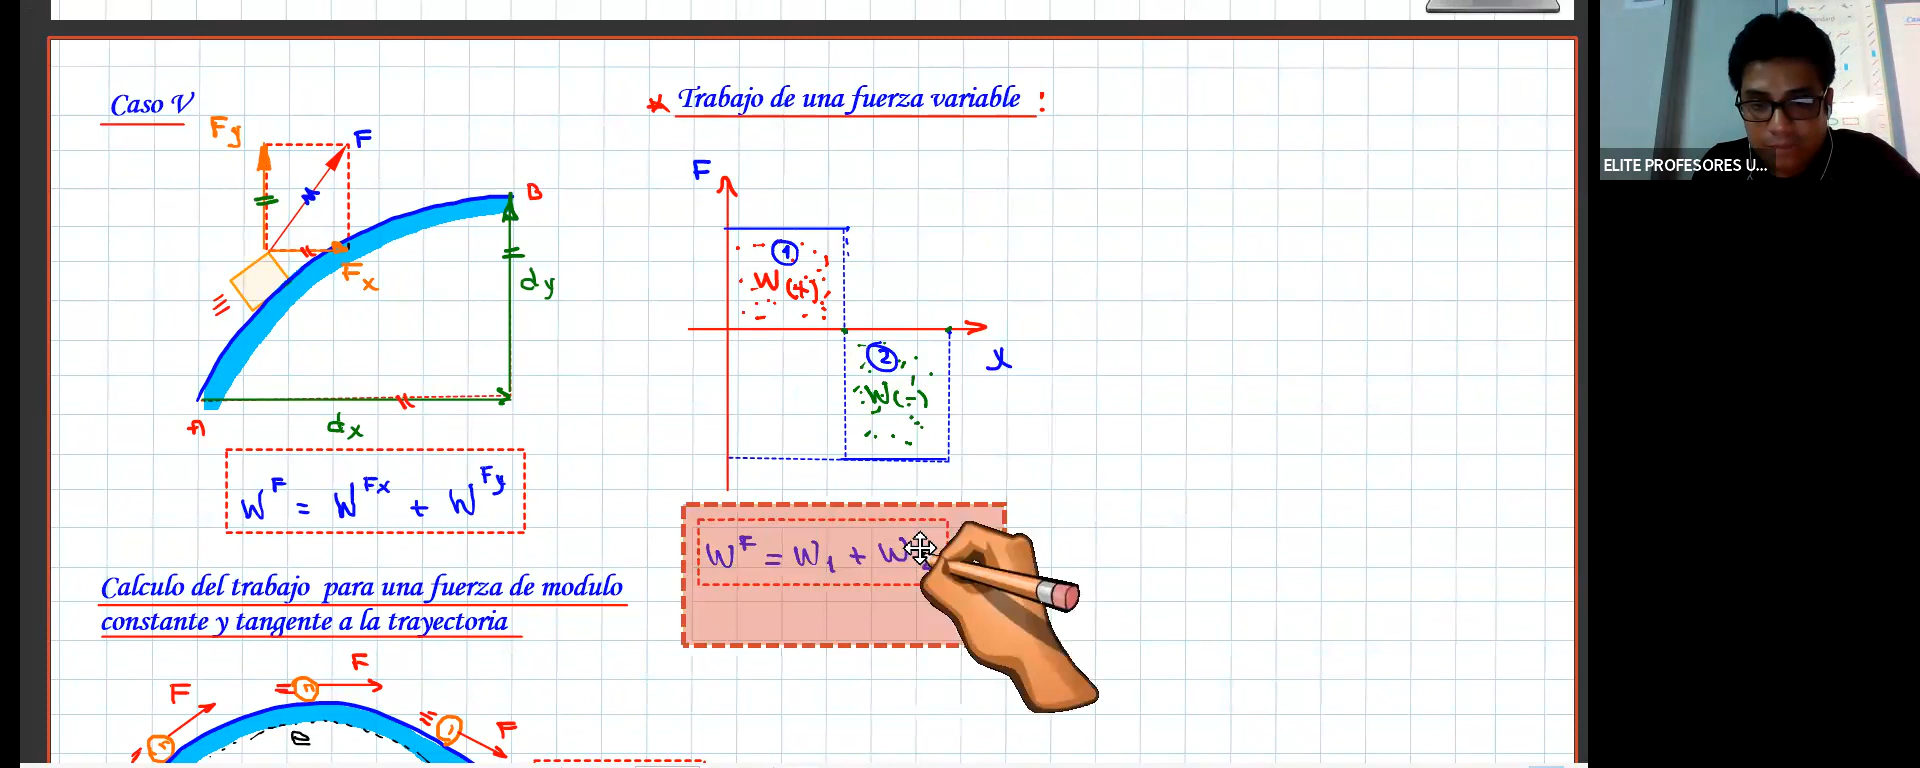 Caso V
Fy
F
B
Fx
dy
A
dx
W^F = W^Fx + W^Fy
Calculo del trabajo para una fuerza de modulo
constante y tangente a la trayectoria
F
F
F
* Trabajo de una fuerza variable :
F
1
W(+)
2
W(-)
X
W^F = W1 + W
ELITE PROFESORES U...